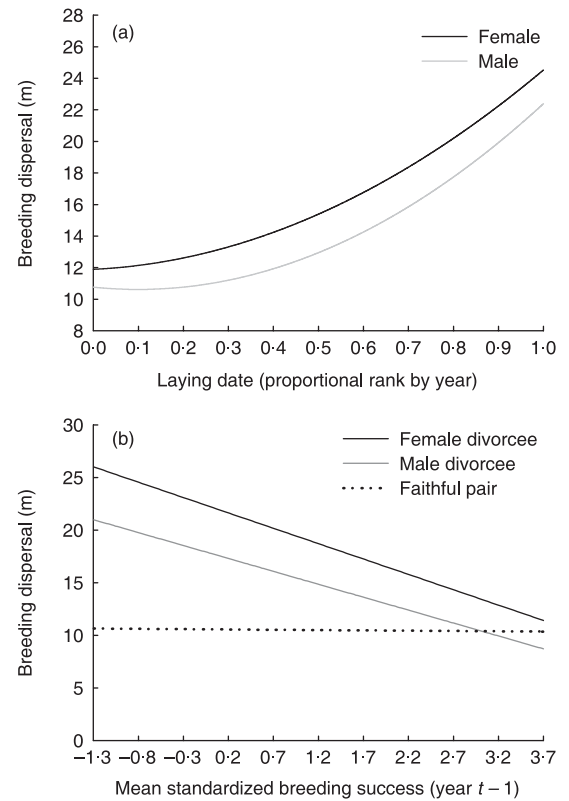 (a)
Female
Male
28
26
24
22
20
18
16
14
12
10
8
Breeding dispersal (m)
0·0 0·1 0·2 0·3 0·4 0·5 0·6 0·7 0·8 0·9 1·0
Laying date (proportional rank by year)
(b)
Female divorcee
Male divorcee
Faithful pair
30
25
20
15
10
5
0
Breeding dispersal (m)
−1·3 −0·8 −0·3 0·2 0·7 1·2 1·7 2·2 2·7 3·2 3·7
Mean standardized breeding success (year t − 1)